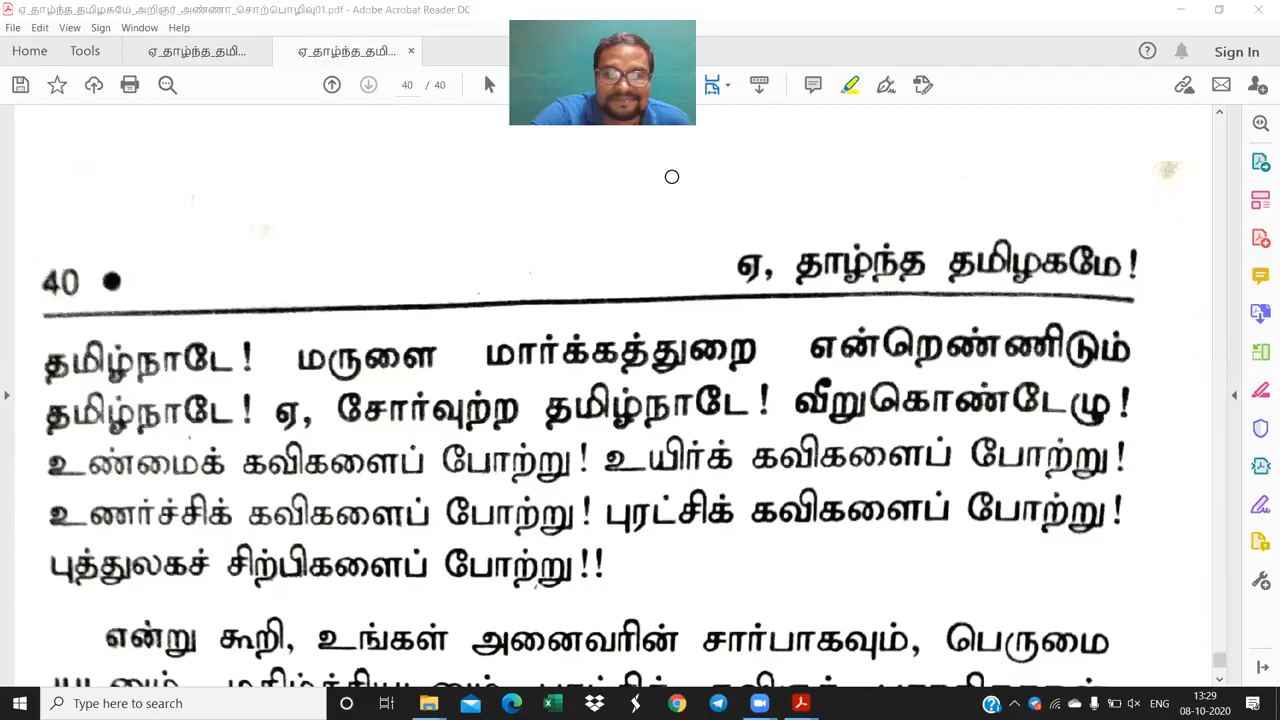 ஏ_தாழ்ந்த_தமிழகமே_அறிஞர்_அண்ணா_சொற்பொழிவு01.pdf - Adobe Acrobat Reader DC
File Edit View Sign Window Help
Home Tools ஏ_தாழ்ந்த_தமி... ஏ_தாழ்ந்த_தமி... × Sign In
40 / 40
40 ● ஏ, தாழ்ந்த தமிழகமே!
தமிழ்நாடே! மருளை மார்க்கத்துறை என்றெண்ணிடும்
தமிழ்நாடே! ஏ, சோர்வுற்ற தமிழ்நாடே! வீறுகொண்டேழு!
உண்மைக் கவிகளைப் போற்று! உயிர்க் கவிகளைப் போற்று!
உணர்ச்சிக் கவிகளைப் போற்று! புரட்சிக் கவிகளைப் போற்று!
புத்துலகச் சிற்பிகளைப் போற்று!!
என்று கூறி, உங்கள் அனைவரின் சார்பாகவும், பெருமை
Type here to search
13:29
08-10-2020